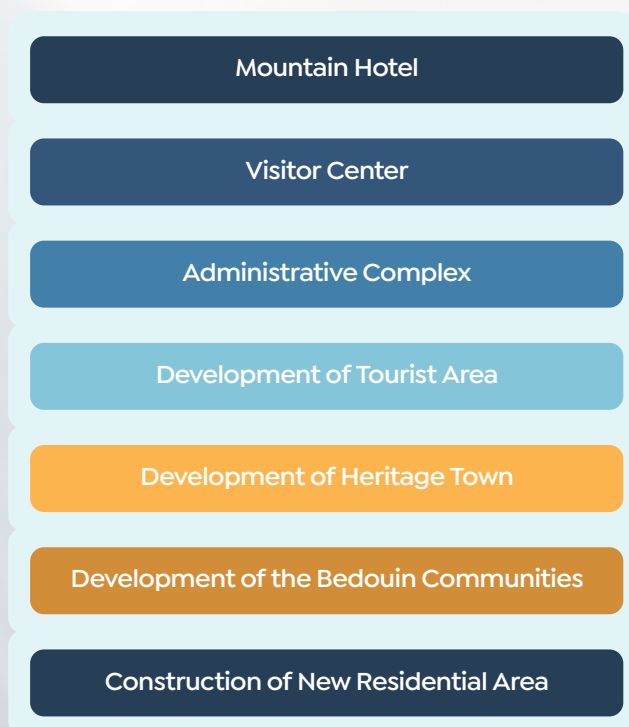 Mountain Hotel
Visitor Center
Administrative Complex
Development of Tourist Area
Development of Heritage Town
Development of the Bedouin Communities
Construction of New Residential Area